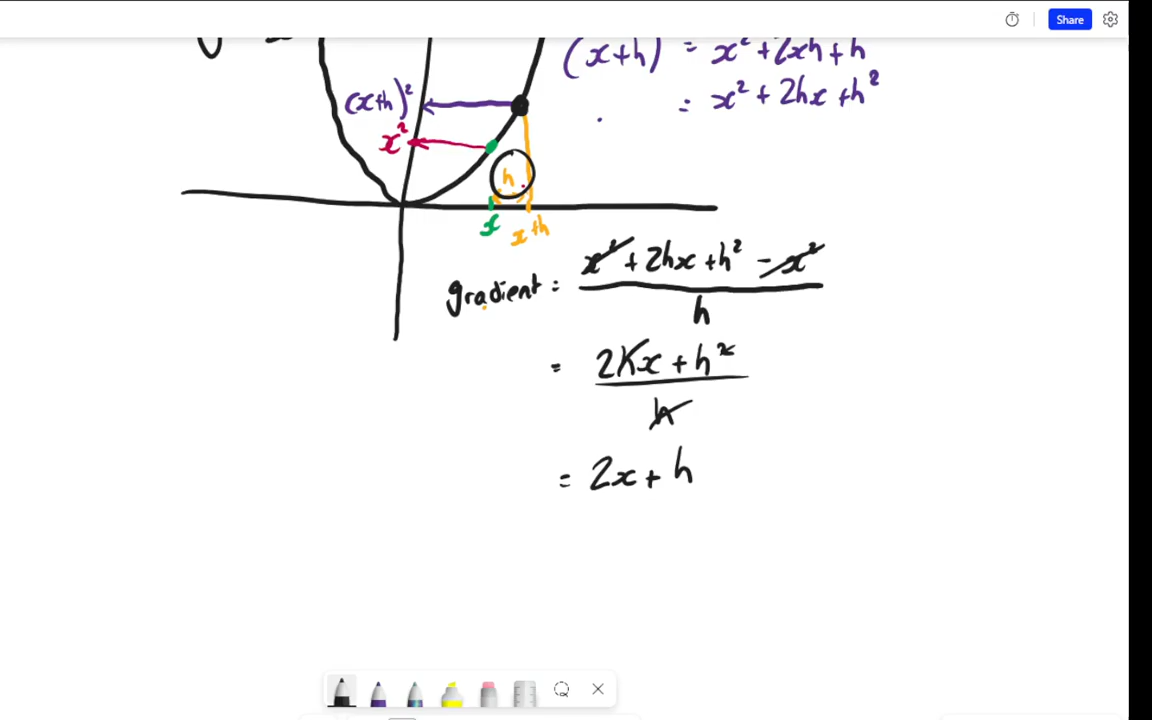 Share
(x+h) = x² + 2xh + h
= x² + 2hx + h²
(x+h)²
x²
h
x
x+h
gradient = x² + 2hx + h² - x²
h
= 2hx + h²
h
= 2x + h